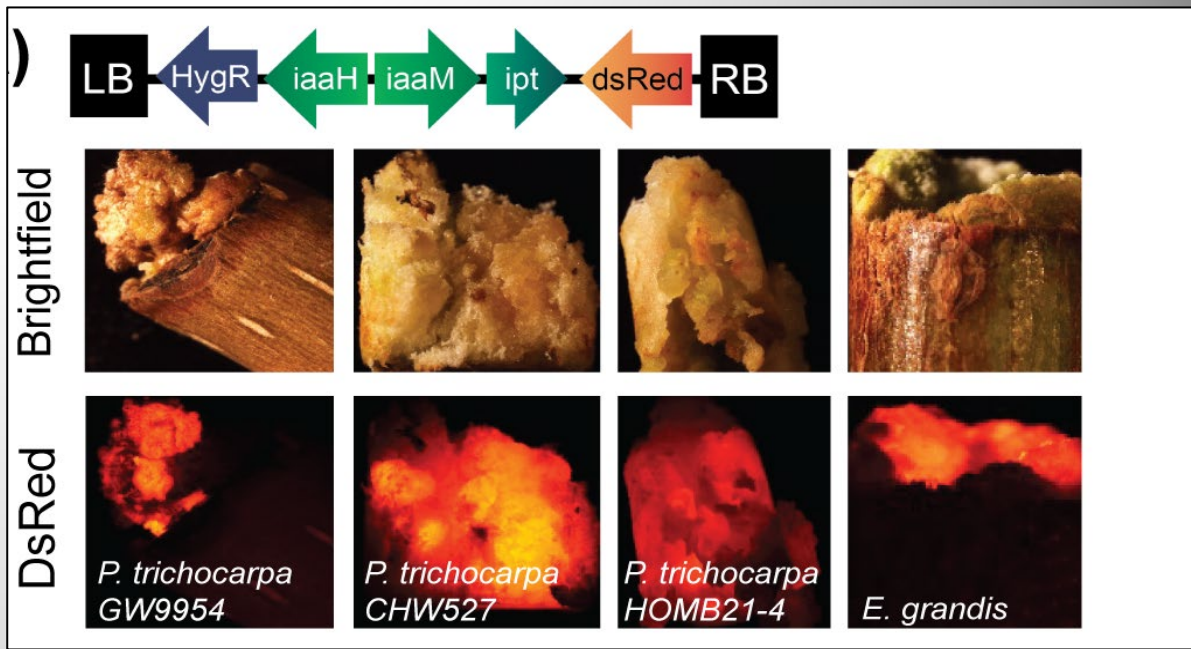 )
LB HygR iaaH iaaM ipt dsRed RB
Brightfield
DsRed
P. trichocarpa
GW9954
P. trichocarpa
CHW527
P. trichocarpa
HOMB21-4
E. grandis